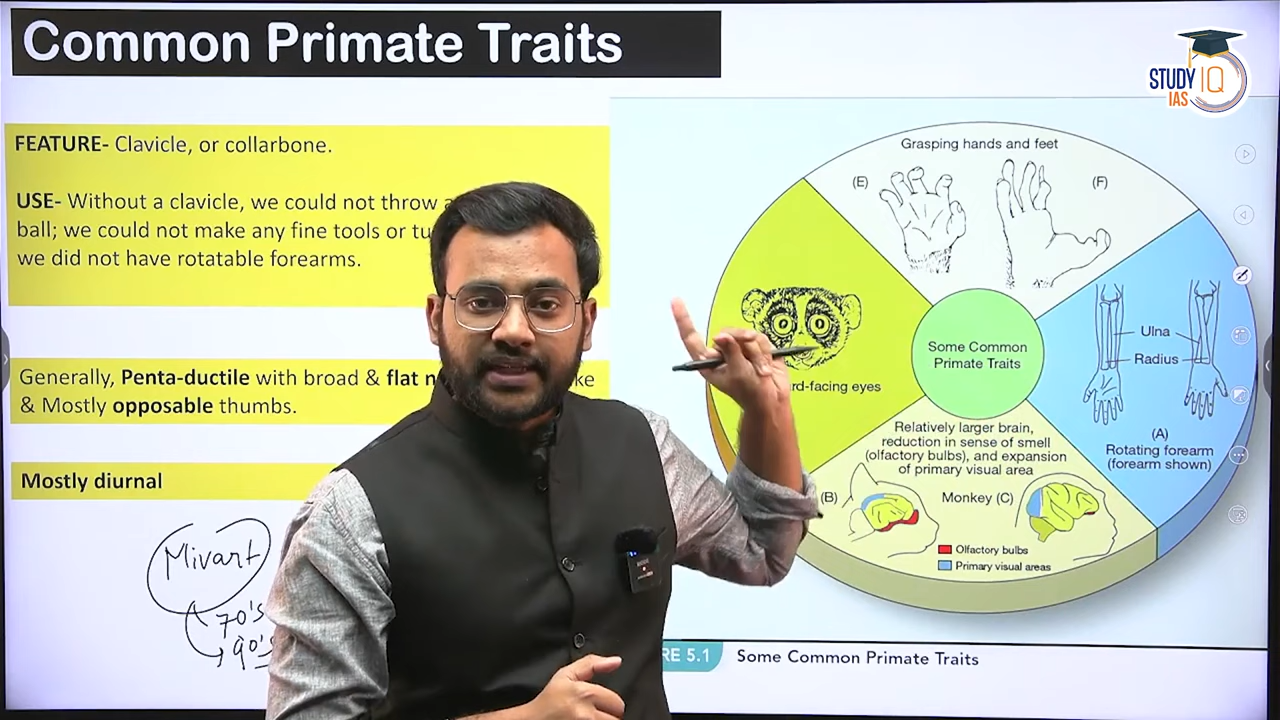 Common Primate Traits
STUDY IQ
IAS
FEATURE- Clavicle, or collarbone.
USE- Without a clavicle, we could not throw a
ball; we could not make any fine tools or tu
we did not have rotatable forearms.
Generally, Penta-ductile with broad & flat n ke
& Mostly opposable thumbs.
Mostly diurnal
Mivart
70's
90's
Grasping hands and feet
(E)
(F)
Ulna
Radius
(A)
Rotating forearm
(forearm shown)
Some Common
Primate Traits
rd-facing eyes
Relatively larger brain,
reduction in sense of smell
(olfactory bulbs), and expansion
of primary visual area
(B)
Monkey (C)
Olfactory bulbs
Primary visual areas
RE 5.1
Some Common Primate Traits